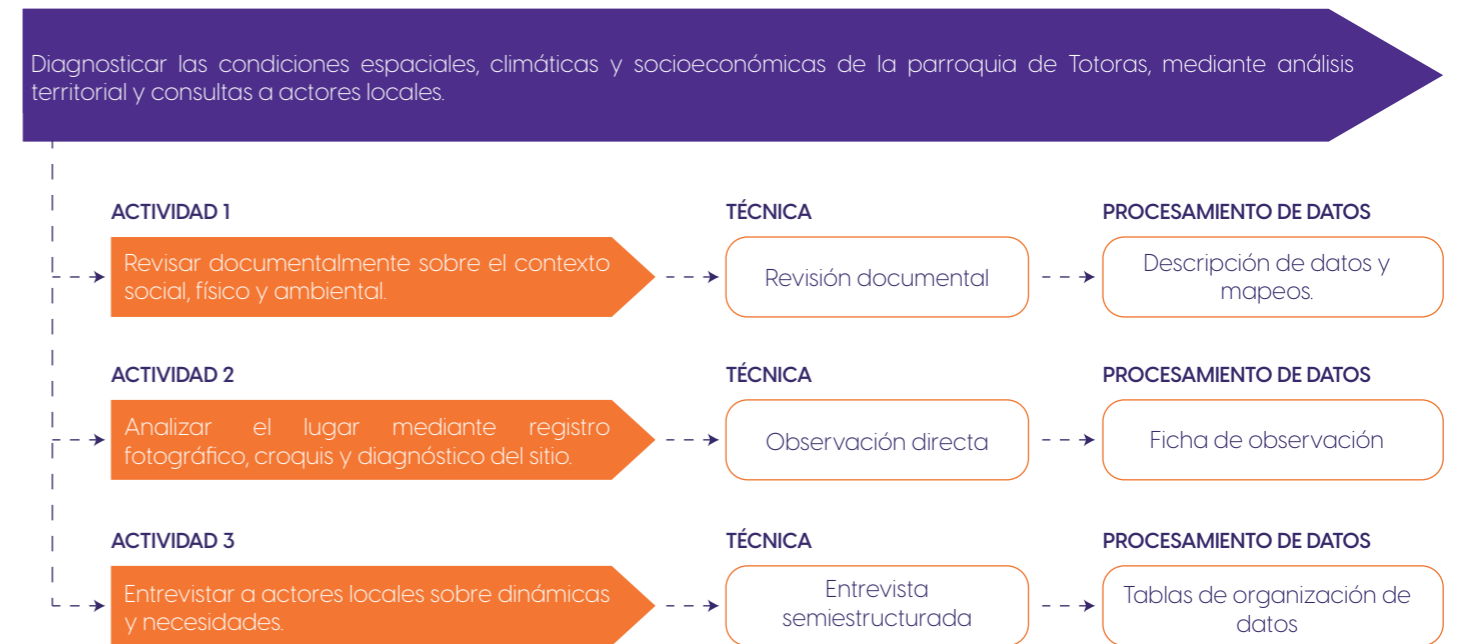 Diagnosticar las condiciones espaciales, climáticas y socioeconómicas de la parroquia de Totoras, mediante análisis
territorial y consultas a actores locales.
ACTIVIDAD 1
Revisar documentalmente sobre el contexto
social, físico y ambiental.
TÉCNICA
Revisión documental
PROCESAMIENTO DE DATOS
Descripción de datos y
mapeos.
ACTIVIDAD 2
Analizar el lugar mediante registro
fotográfico, croquis y diagnóstico del sitio.
TÉCNICA
Observación directa
PROCESAMIENTO DE DATOS
Ficha de observación
ACTIVIDAD 3
Entrevistar a actores locales sobre dinámicas
y necesidades.
TÉCNICA
Entrevista
semiestructurada
PROCESAMIENTO DE DATOS
Tablas de organización de
datos